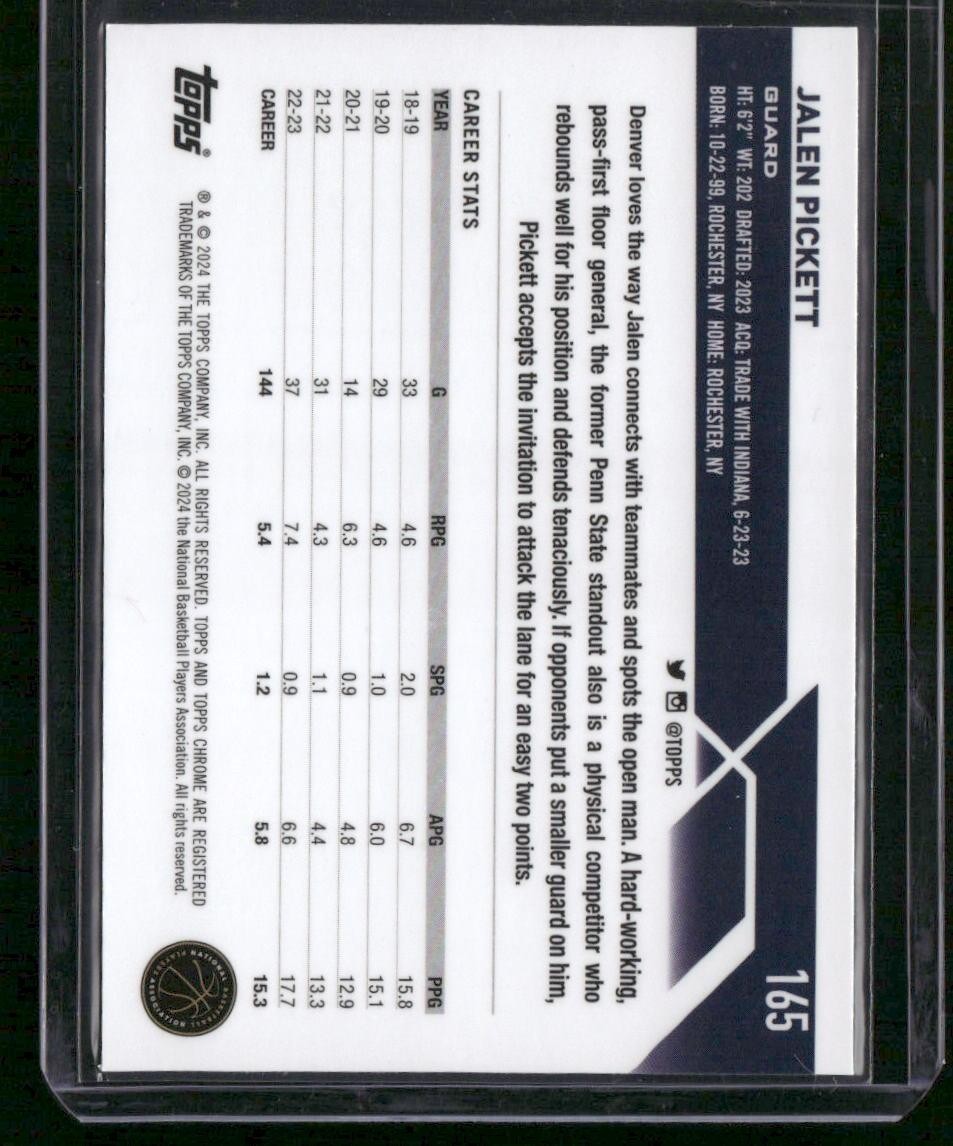 JALEN PICKETT
165
GUARD
HT: 6'2" WT: 202 DRAFTED: 2023 ACQ: TRADE WITH INDIANA, 6-23-23
BORN: 10-22-99, ROCHESTER, NY HOME: ROCHESTER, NY
@TOPPS
Denver loves the way Jalen connects with teammates and spots the open man. A hard-working,
pass-first floor general, the former Penn State standout also is a physical competitor who
rebounds well for his position and defends tenaciously. If opponents put a smaller guard on him,
Pickett accepts the invitation to attack the lane for an easy two points.
CAREER STATS
YEAR G RPG SPG APG PPG
18-19 33 4.6 2.0 6.7 15.8
19-20 29 4.6 1.0 6.0 15.1
20-21 14 6.3 0.9 4.8 12.9
21-22 31 4.3 1.1 4.4 13.3
22-23 37 7.4 0.9 6.6 17.7
CAREER 144 5.4 1.2 5.8 15.3
topps®
® & © 2024 THE TOPPS COMPANY, INC. ALL RIGHTS RESERVED. TOPPS AND TOPPS CHROME ARE REGISTERED
TRADEMARKS OF THE TOPPS COMPANY, INC. © 2024 the National Basketball Players Association. All rights reserved.
NATIONAL BASKETBALL
PLAYERS
ASSOCIATION